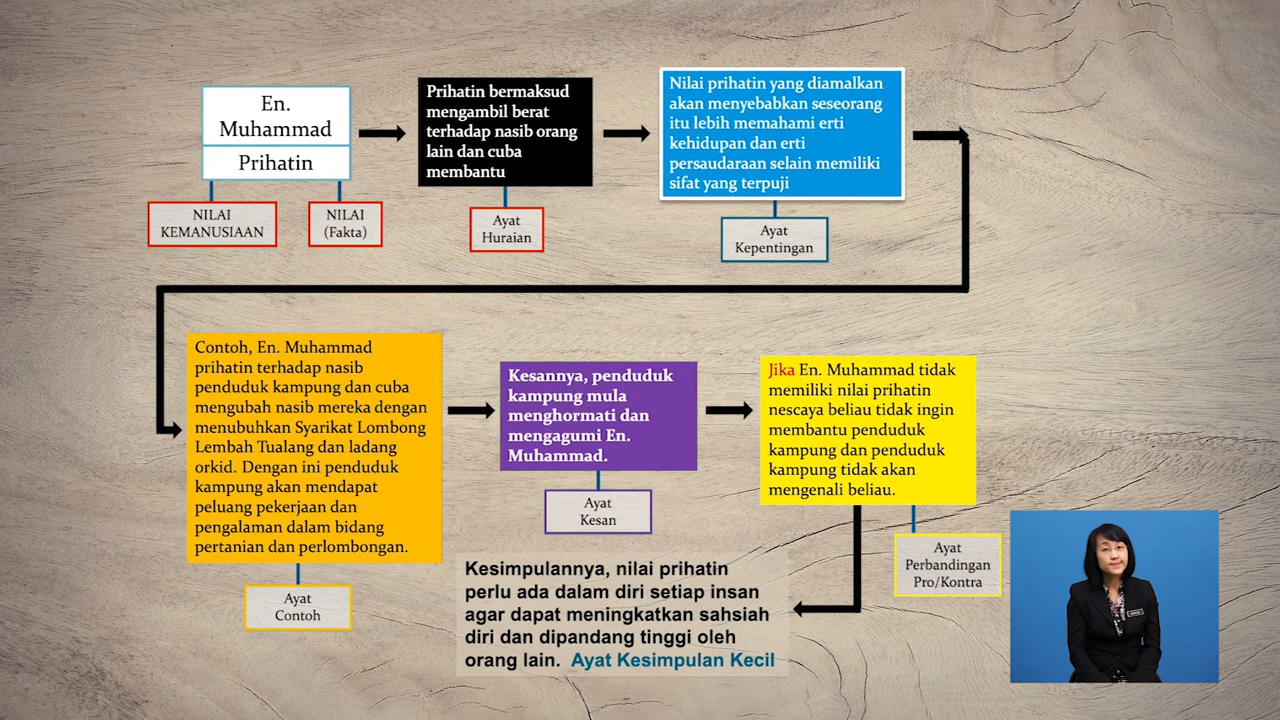 En.
Muhammad
Prihatin
NILAI
KEMANUSIAAN
NILAI
(Fakta)
Prihatin bermaksud
mengambil berat
terhadap nasib orang
lain dan cuba
membantu
Ayat
Huraian
Nilai prihatin yang diamalkan
akan menyebabkan seseorang
itu lebih memahami erti
kehidupan dan erti
persaudaraan selain memiliki
sifat yang terpuji
Ayat
Kepentingan
Contoh, En. Muhammad
prihatin terhadap nasib
penduduk kampung dan cuba
mengubah nasib mereka dengan
menubuhkan Syarikat Lombong
Lembah Tualang dan ladang
orkid. Dengan ini penduduk
kampung akan mendapat
peluang pekerjaan dan
pengalaman dalam bidang
pertanian dan perlombongan.
Ayat
Contoh
Kesannya, penduduk
kampung mula
menghormati dan
mengagumi En.
Muhammad.
Ayat
Kesan
Jika En. Muhammad tidak
memiliki nilai prihatin
nescaya beliau tidak ingin
membantu penduduk
kampung dan penduduk
kampung tidak akan
mengenali beliau.
Ayat
Perbandingan
Pro/Kontra
Kesimpulannya, nilai prihatin
perlu ada dalam diri setiap insan
agar dapat meningkatkan sahsiah
diri dan dipandang tinggi oleh
orang lain. Ayat Kesimpulan Kecil